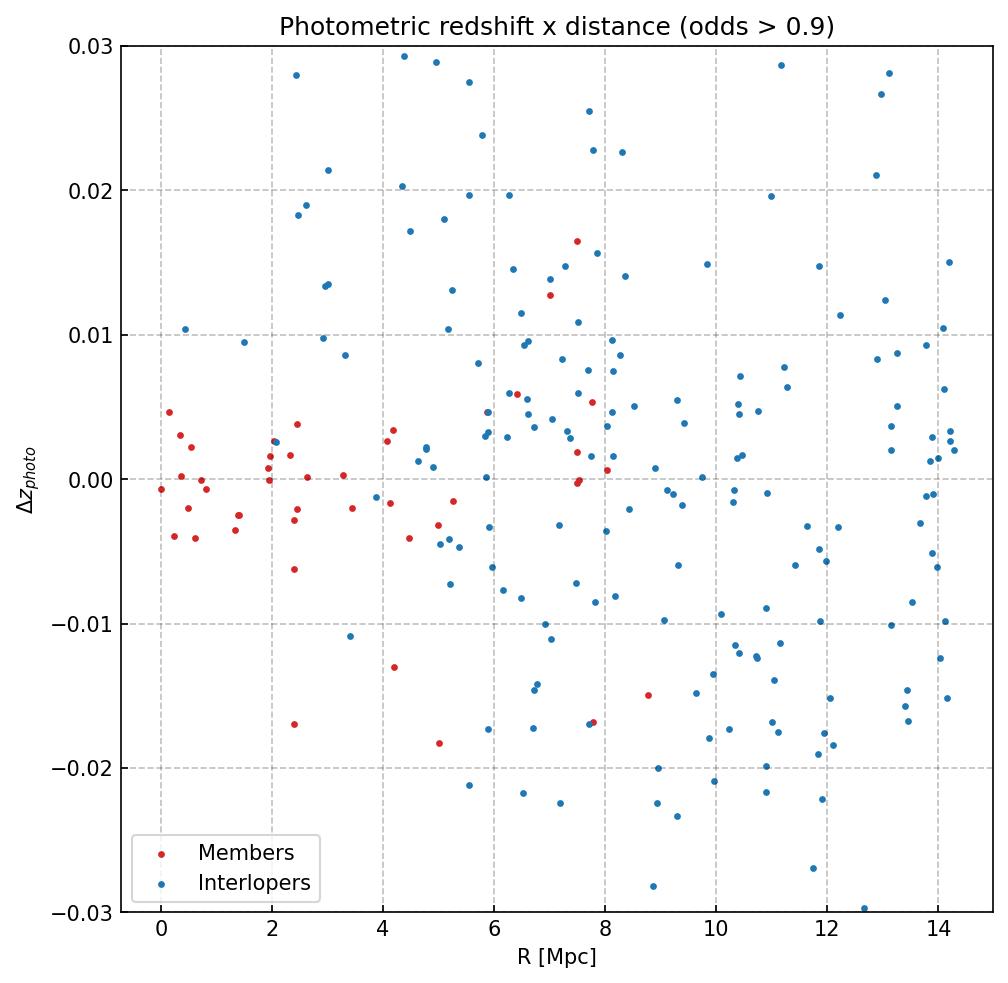 Photometric redshift x distance (odds > 0.9)
0.03
0.02
0.01
0.00
−0.01
−0.02
−0.03
Δz_photo
Members
Interlopers
0 2 4 6 8 10 12 14
R [Mpc]